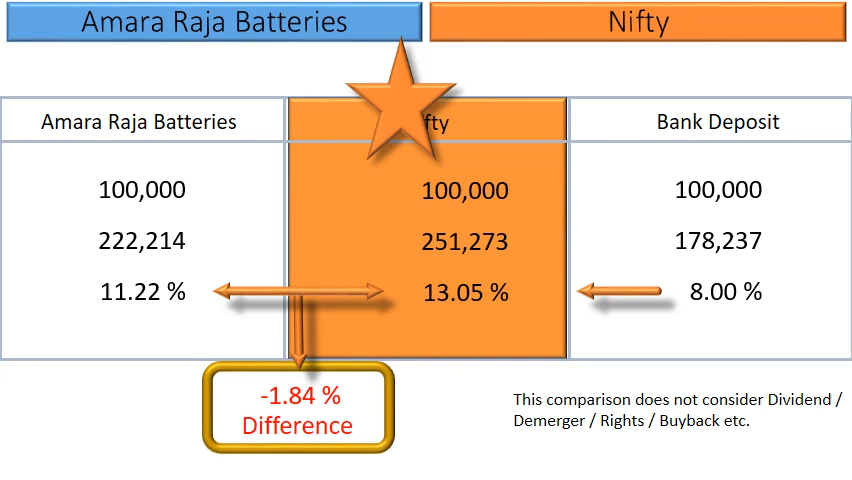 Amara Raja Batteries
Nifty
Amara Raja Batteries
fty
Bank Deposit
100,000
100,000
100,000
222,214
251,273
178,237
11.22 %
13.05 %
8.00 %
-1.84 %
Difference
This comparison does not consider Dividend /
Demerger / Rights / Buyback etc.